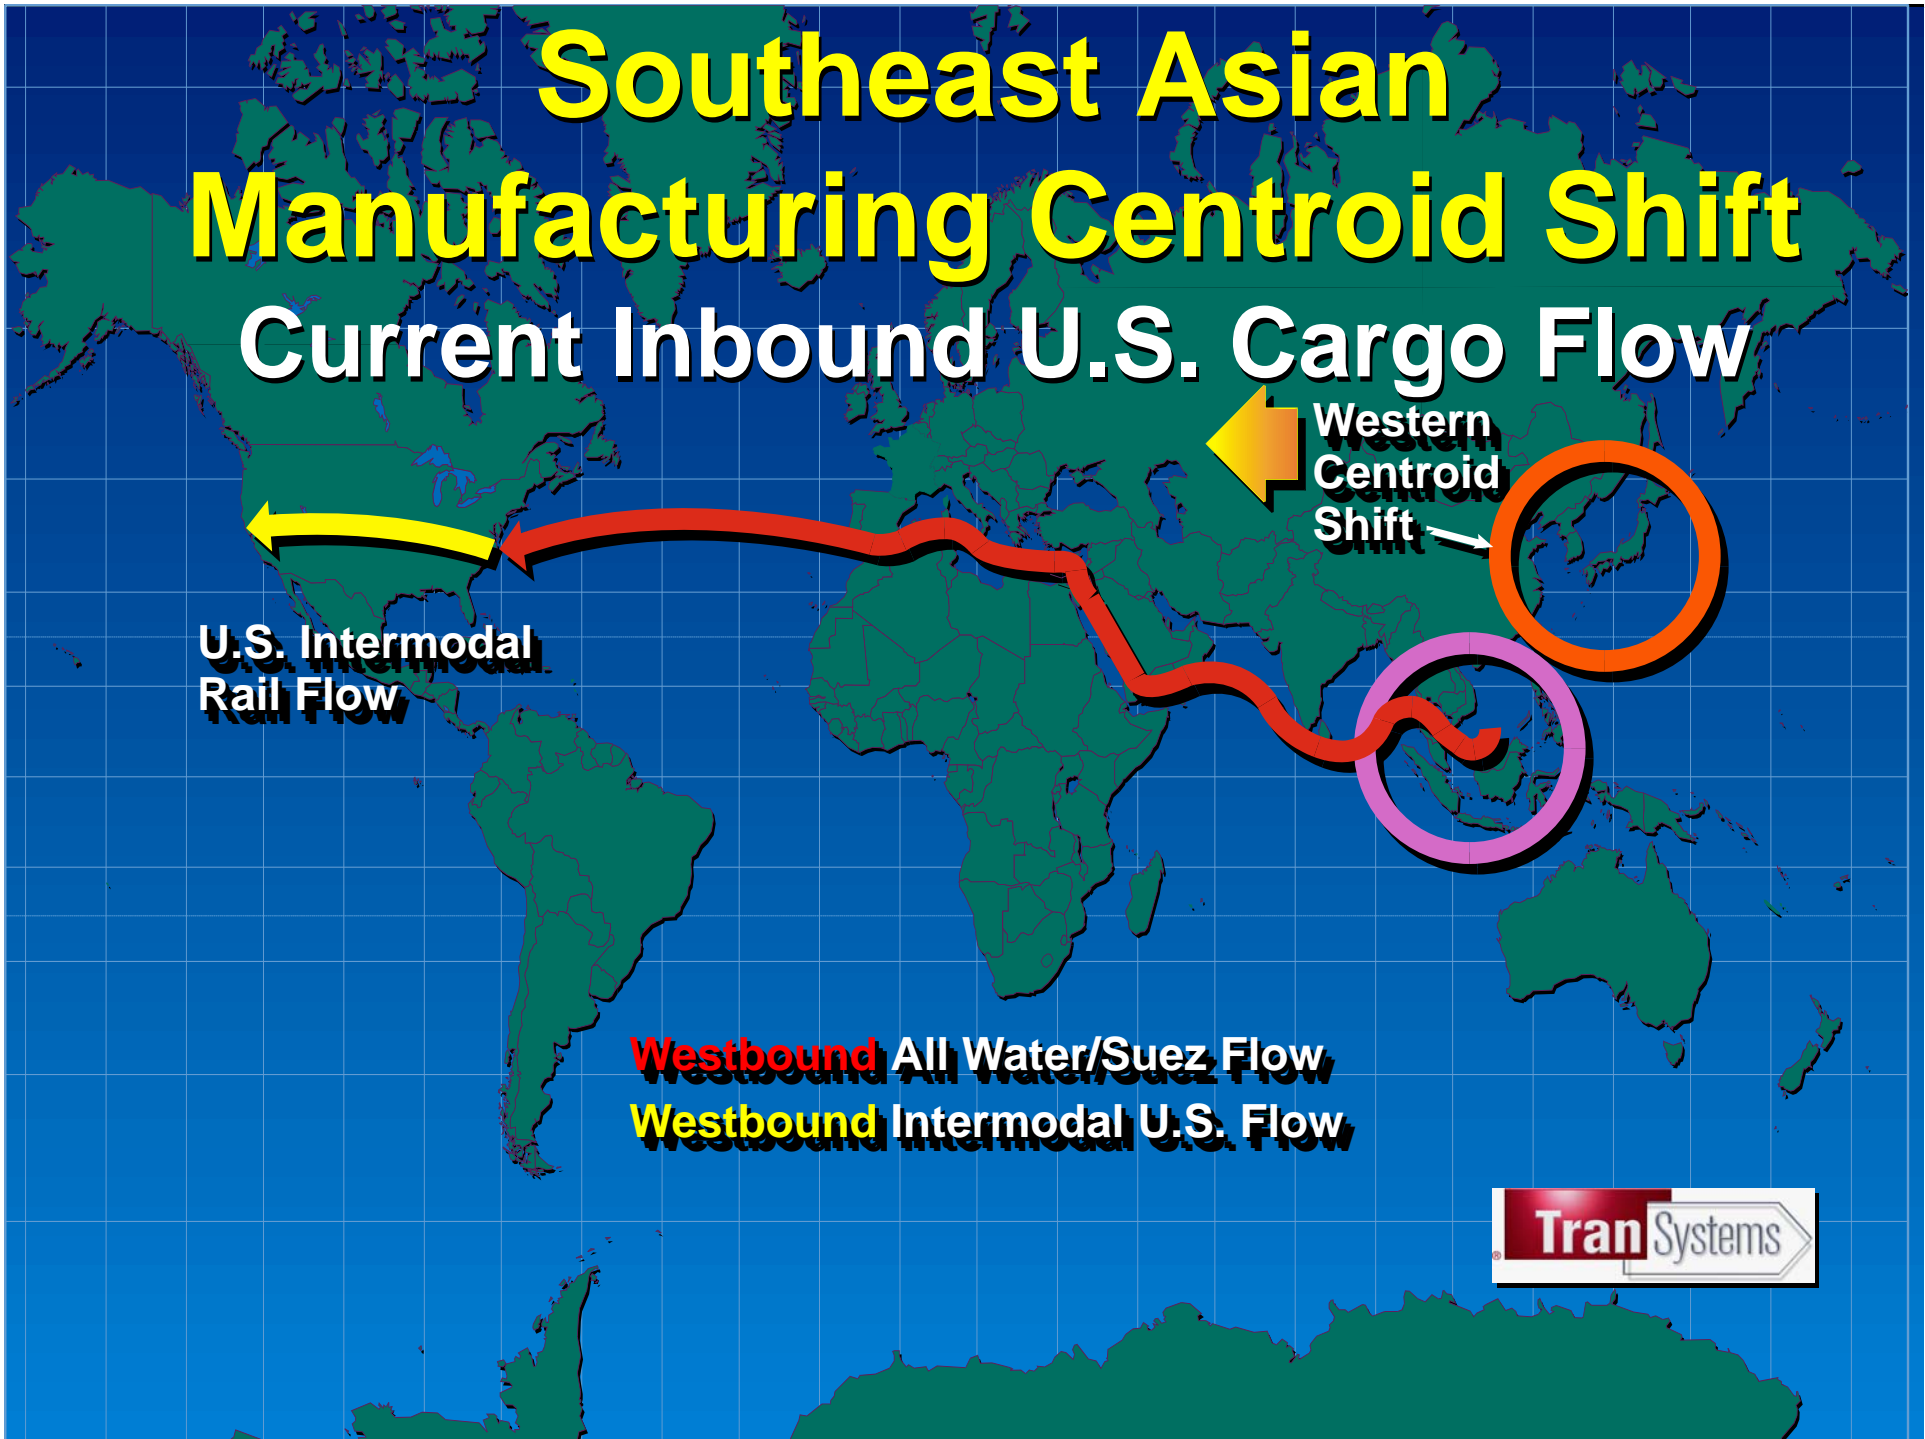 Southeast Asian
Manufacturing Centroid Shift
Current Inbound U.S. Cargo Flow
Western
Centroid
Shift
U.S. Intermodal
Rail Flow
Westbound All Water/Suez Flow
Westbound Intermodal U.S. Flow
® TranSystems